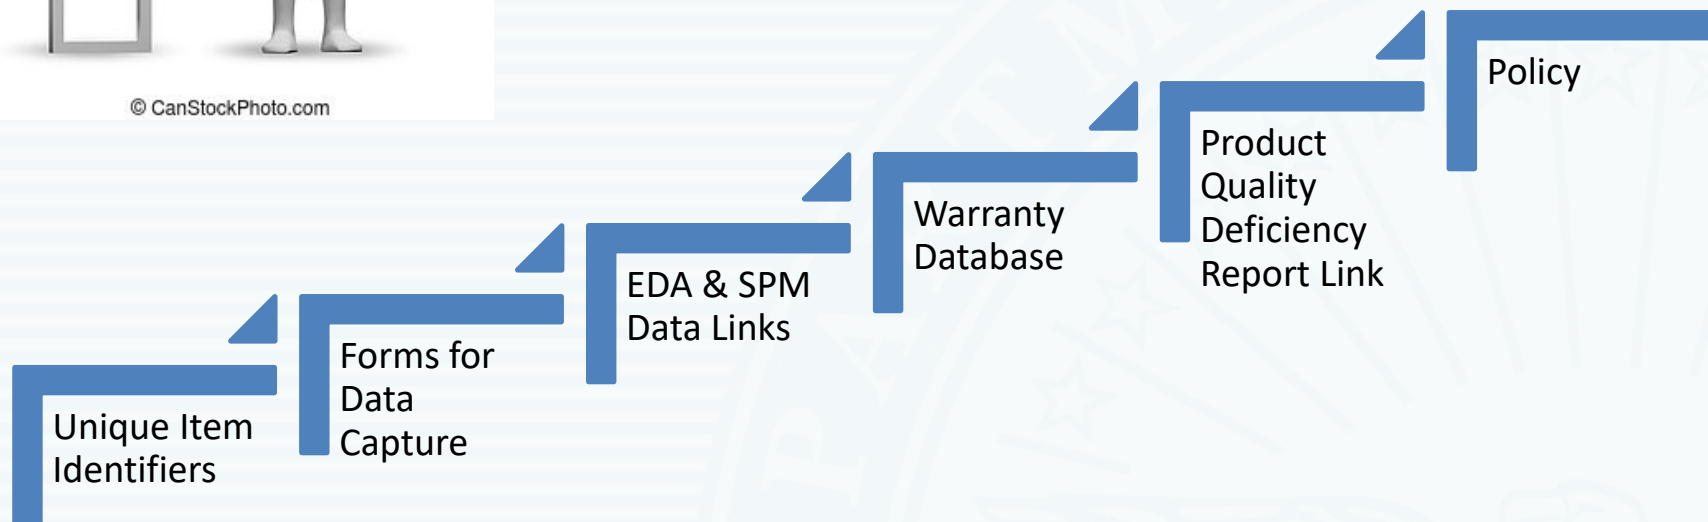 © CanStockPhoto.com
Policy
Product
Quality
Deficiency
Report Link
Warranty
Database
EDA & SPM
Data Links
Forms for
Data
Capture
Unique Item
Identifiers